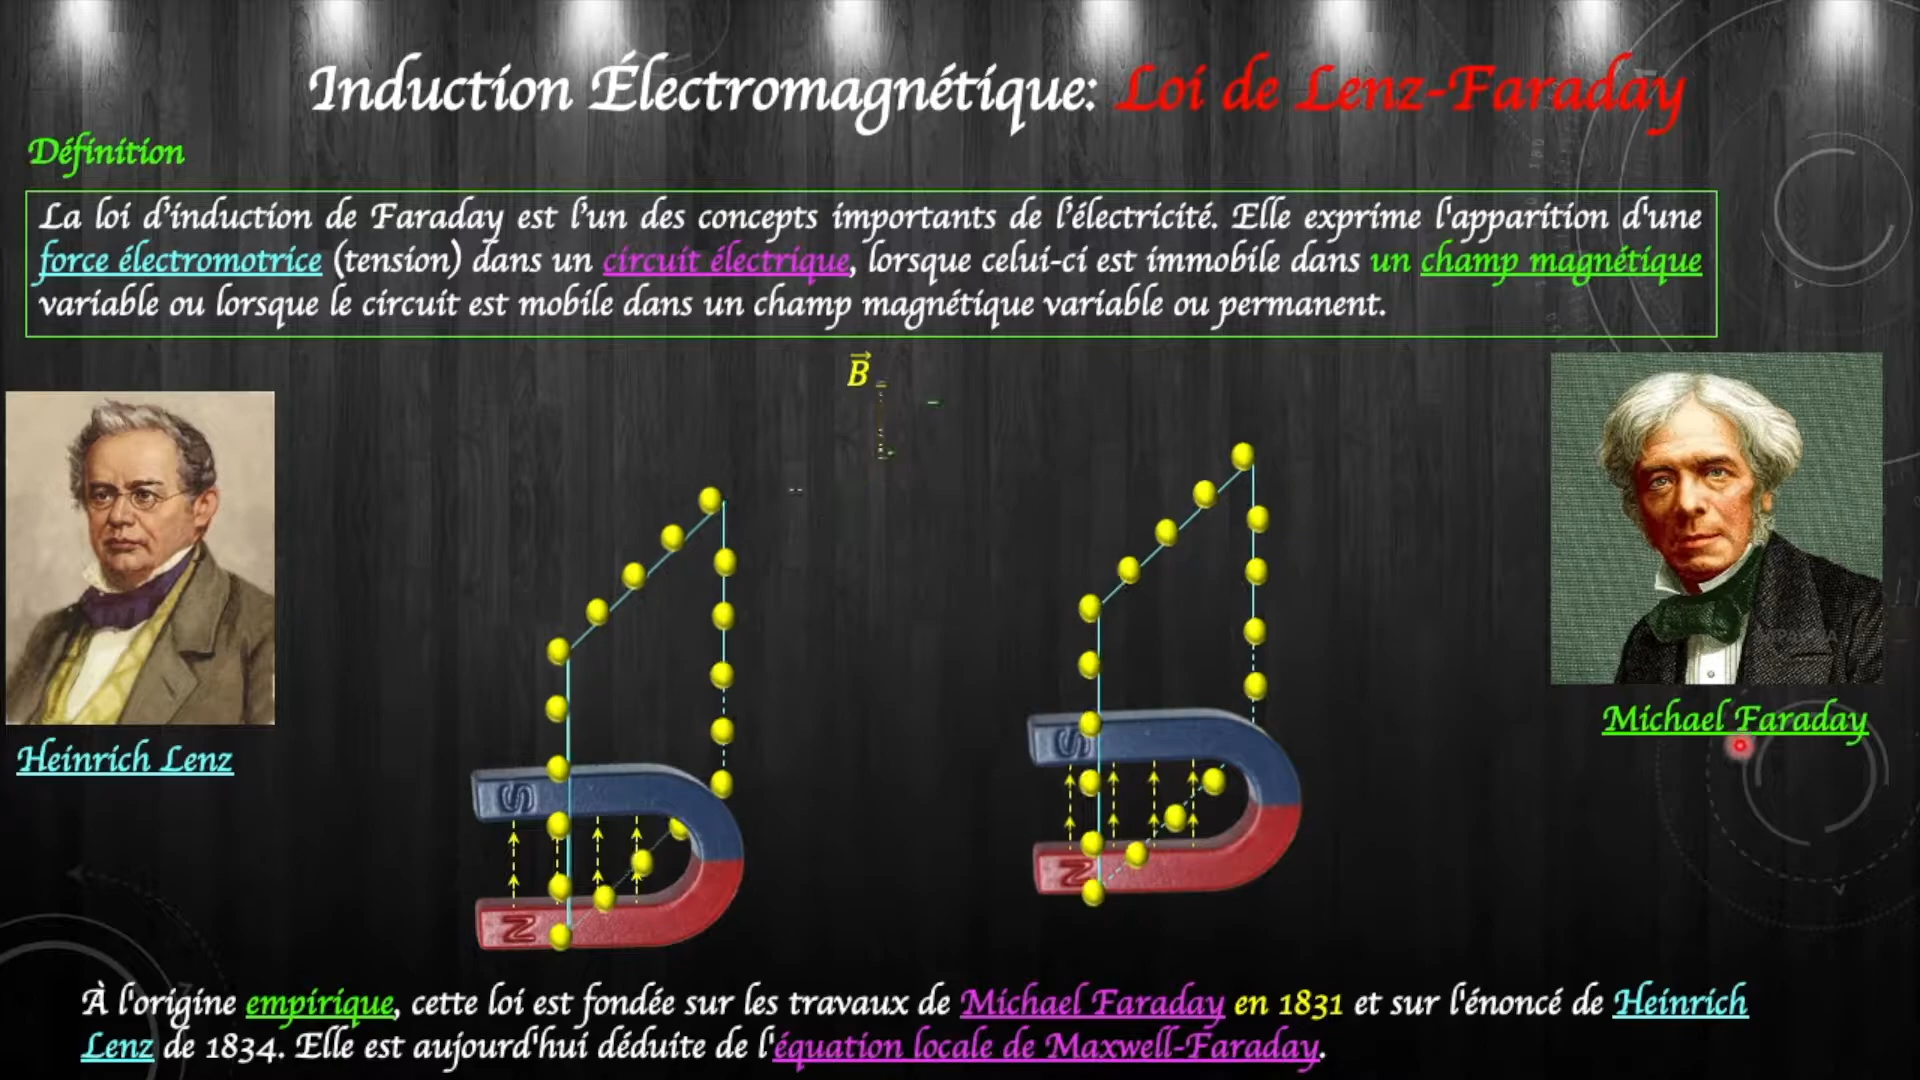 Induction Électromagnétique: Loi de Lenz-Faraday
Définition
La loi d'induction de Faraday est l'un des concepts importants de l'électricité. Elle exprime l'apparition d'une
force électromotrice (tension) dans un circuit électrique, lorsque celui-ci est immobile dans un champ magnétique
variable ou lorsque le circuit est mobile dans un champ magnétique variable ou permanent.
B
S
N
S
N
Michael Faraday
Heinrich Lenz
À l'origine empirique, cette loi est fondée sur les travaux de Michael Faraday en 1831 et sur l'énoncé de Heinrich
Lenz de 1834. Elle est aujourd'hui déduite de l'équation locale de Maxwell-Faraday.